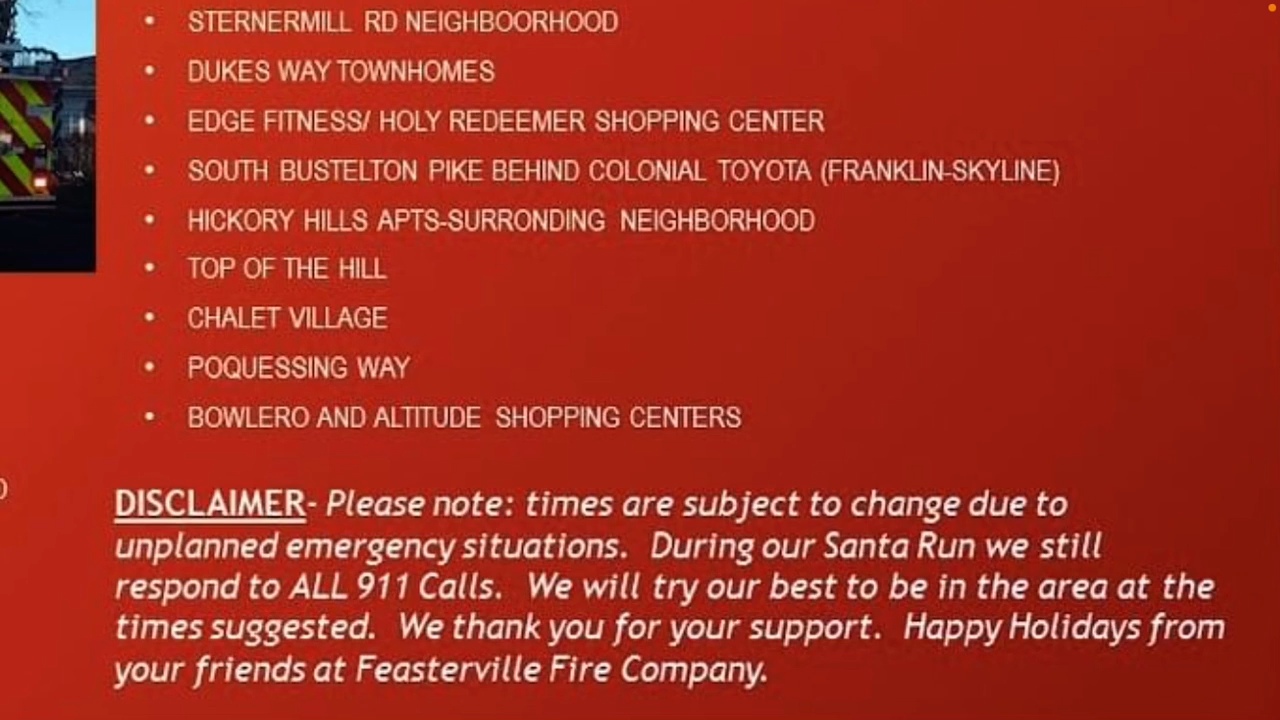 • STERNERMILL RD NEIGHBOORHOOD
• DUKES WAY TOWNHOMES
• EDGE FITNESS/ HOLY REDEEMER SHOPPING CENTER
• SOUTH BUSTELTON PIKE BEHIND COLONIAL TOYOTA (FRANKLIN-SKYLINE)
• HICKORY HILLS APTS-SURRONDING NEIGHBORHOOD
• TOP OF THE HILL
• CHALET VILLAGE
• POQUESSING WAY
• BOWLERO AND ALTITUDE SHOPPING CENTERS
DISCLAIMER- Please note: times are subject to change due to
unplanned emergency situations. During our Santa Run we still
respond to ALL 911 Calls. We will try our best to be in the area at the
times suggested. We thank you for your support. Happy Holidays from
your friends at Feasterville Fire Company.